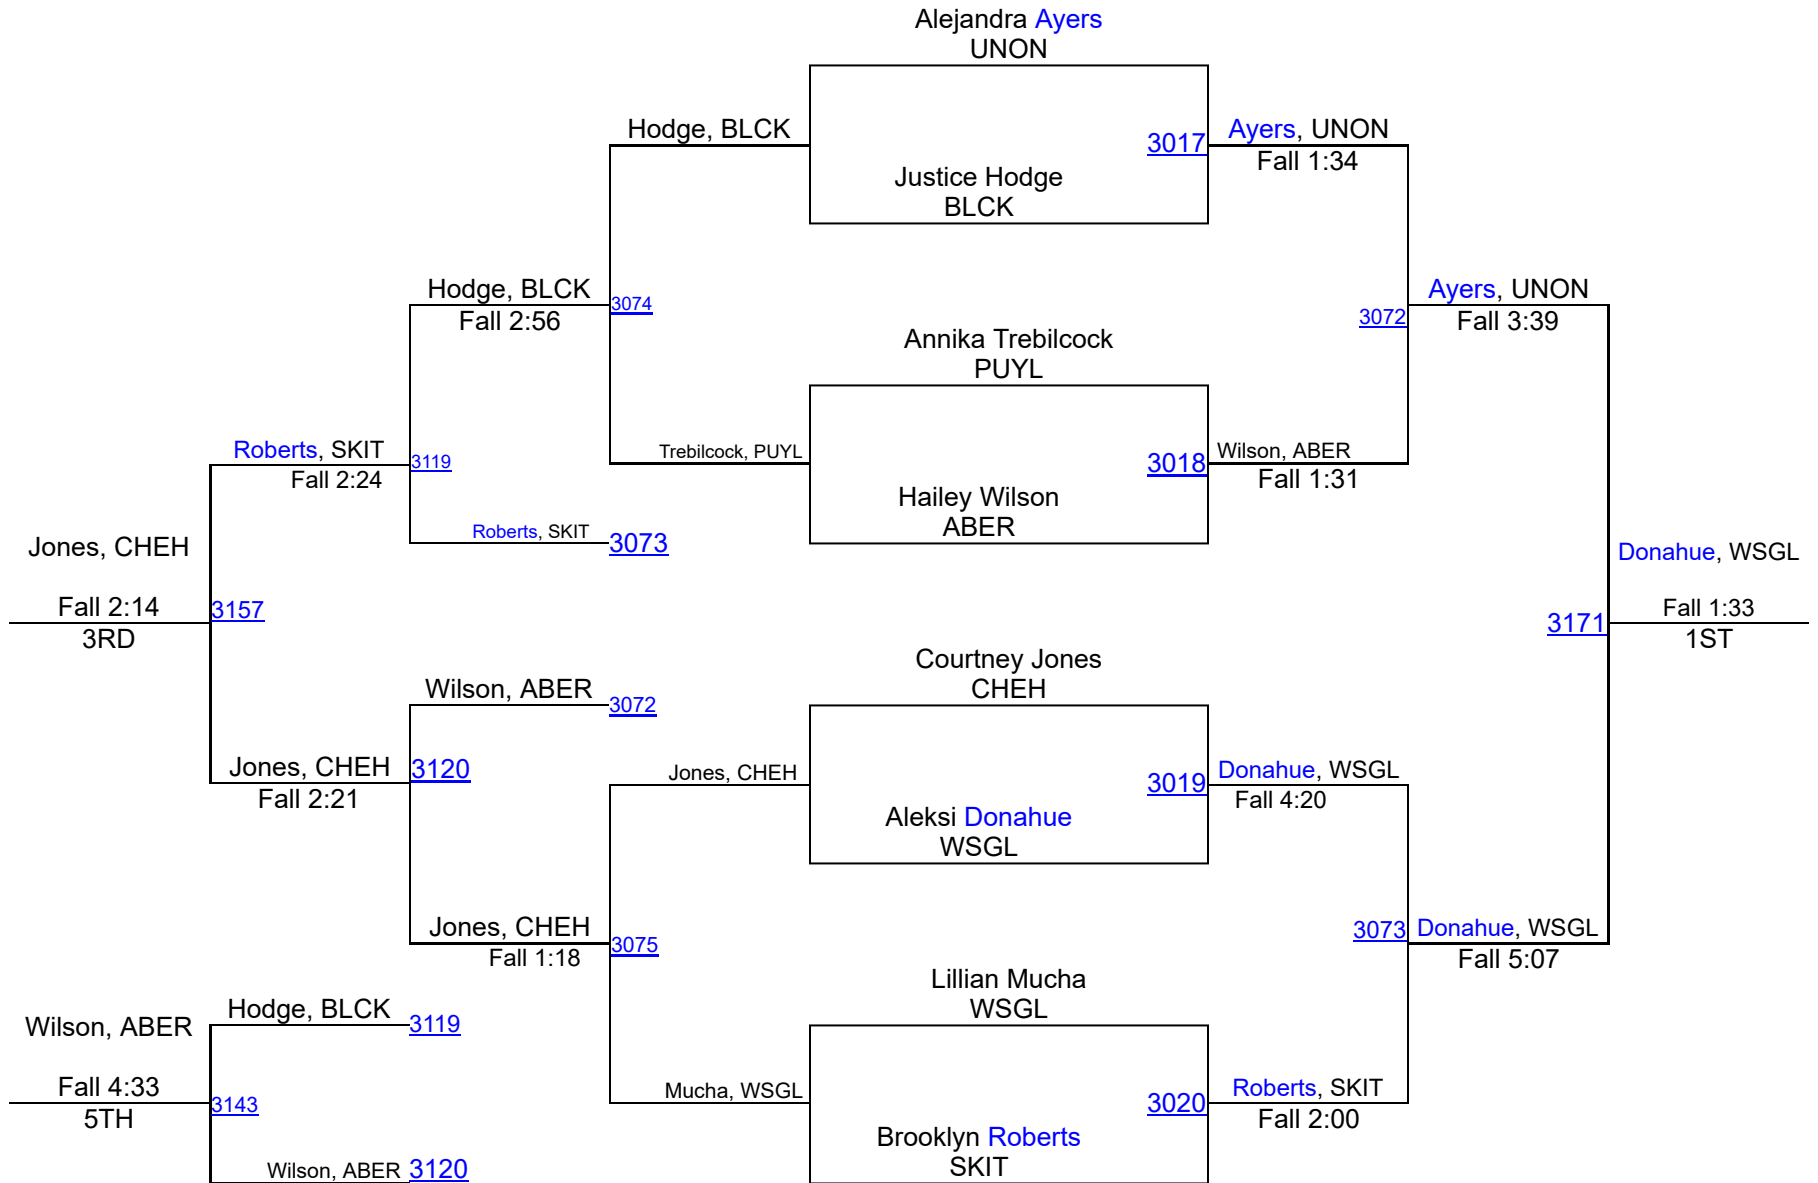 Alejandra Ayers
UNON
Hodge, BLCK
3017
Ayers, UNON
Fall 1:34
Justice Hodge
BLCK
Hodge, BLCK
Fall 2:56
3074
Ayers, UNON
Fall 3:39
3072
Annika Trebilcock
PUYL
Roberts, SKIT
Fall 2:24
3119
Trebilcock, PUYL
3018
Wilson, ABER
Fall 1:31
Hailey Wilson
ABER
Roberts, SKIT
3073
Jones, CHEH
Fall 2:14
3RD
3157
Donahue, WSGL
Fall 1:33
1ST
3171
Courtney Jones
CHEH
Wilson, ABER
3072
Jones, CHEH
Fall 2:21
3120
Jones, CHEH
3019
Donahue, WSGL
Fall 4:20
Aleksi Donahue
WSGL
Jones, CHEH
Fall 1:18
3075
3073
Donahue, WSGL
Fall 5:07
Lillian Mucha
WSGL
Wilson, ABER
Fall 4:33
5TH
Hodge, BLCK
3119
3143
Mucha, WSGL
3020
Roberts, SKIT
Fall 2:00
Brooklyn Roberts
SKIT
Wilson, ABER
3120